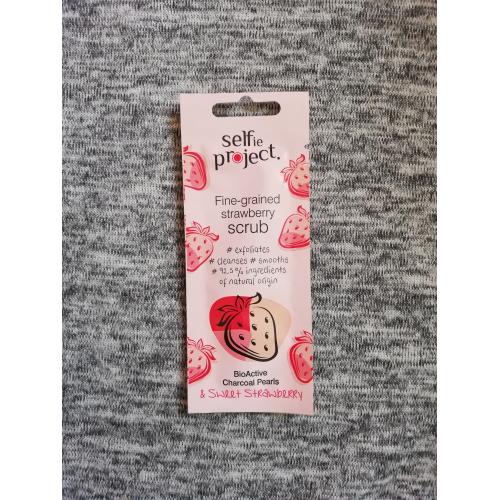 selfie
project.
Fine-grained
strawberry
scrub
# exfoliates
# cleanses # smooths
# 92,5% ingredients
of natural origin
BioActive
Charcoal Pearls
& Sweet Strawberry